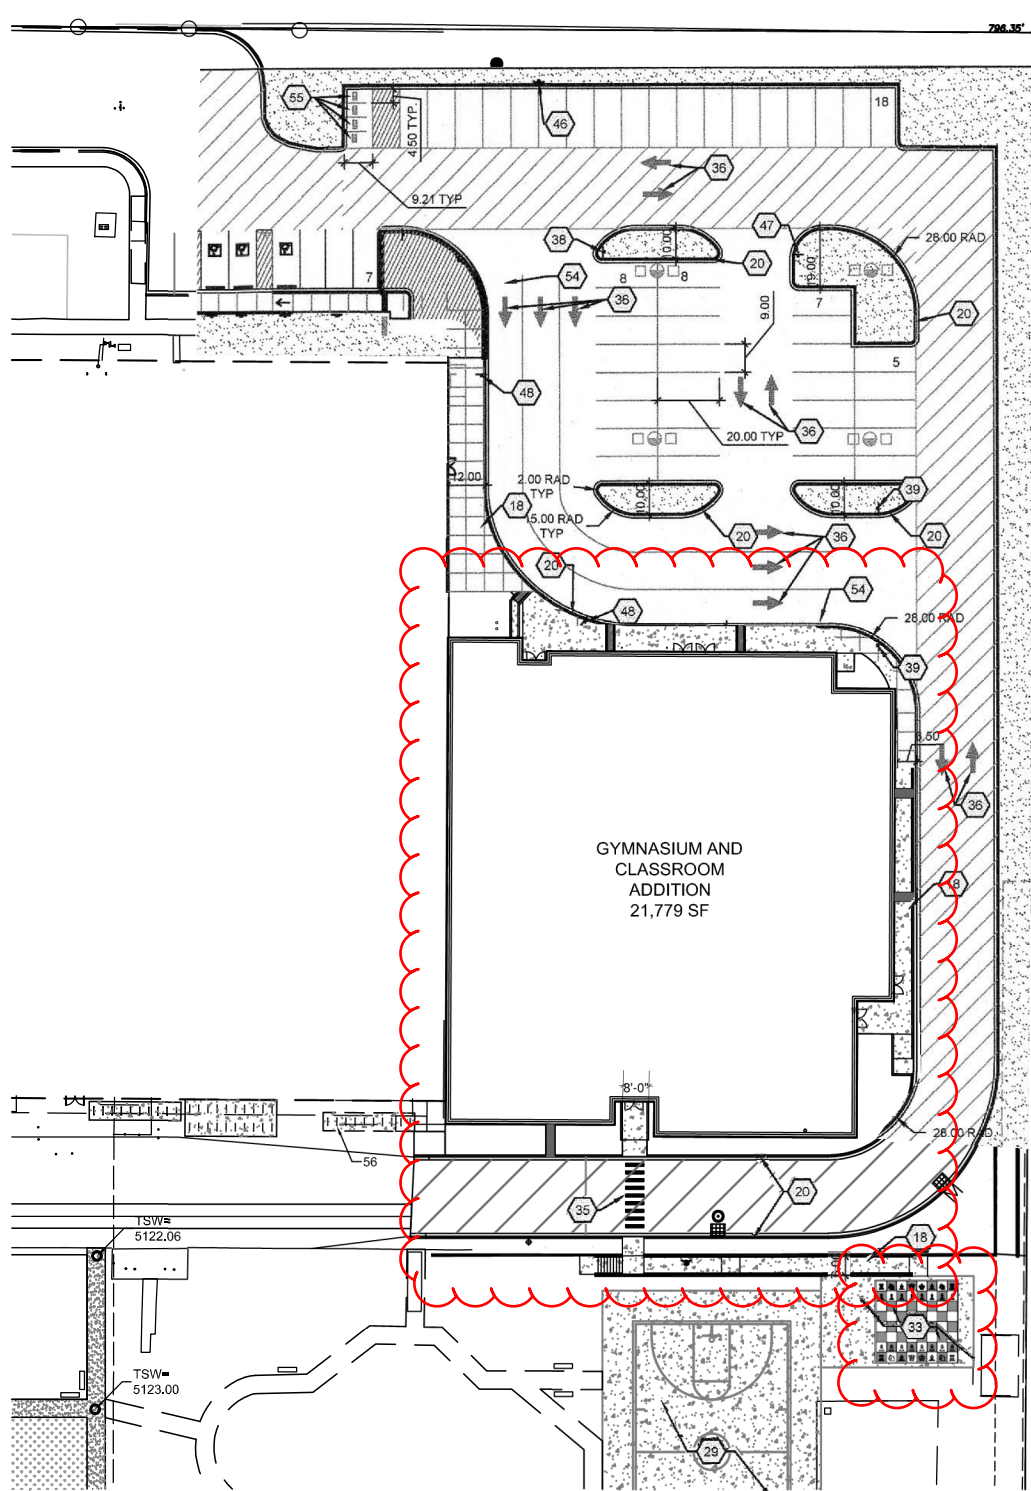 796.35'
55
18
46
4.50 TYP.
36
9.21 TYP
47
38
10.00
28.00 RAD
20
19.00
54
8
8
7
7
36
9.00
20
5
48
36
20.00 TYP
12.00
2.00 RAD
TYP
10.00
10.00
39
18
15.00 RAD
TYP
20
36
20
20
54
48
28.00 RAD
39
6.50
36
GYMNASIUM AND
CLASSROOM
ADDITION
21,779 SF
18
8'-0"
28.00 RAD
56
20
35
TSW=
5122.06
18
33
TSW=
5123.00
29